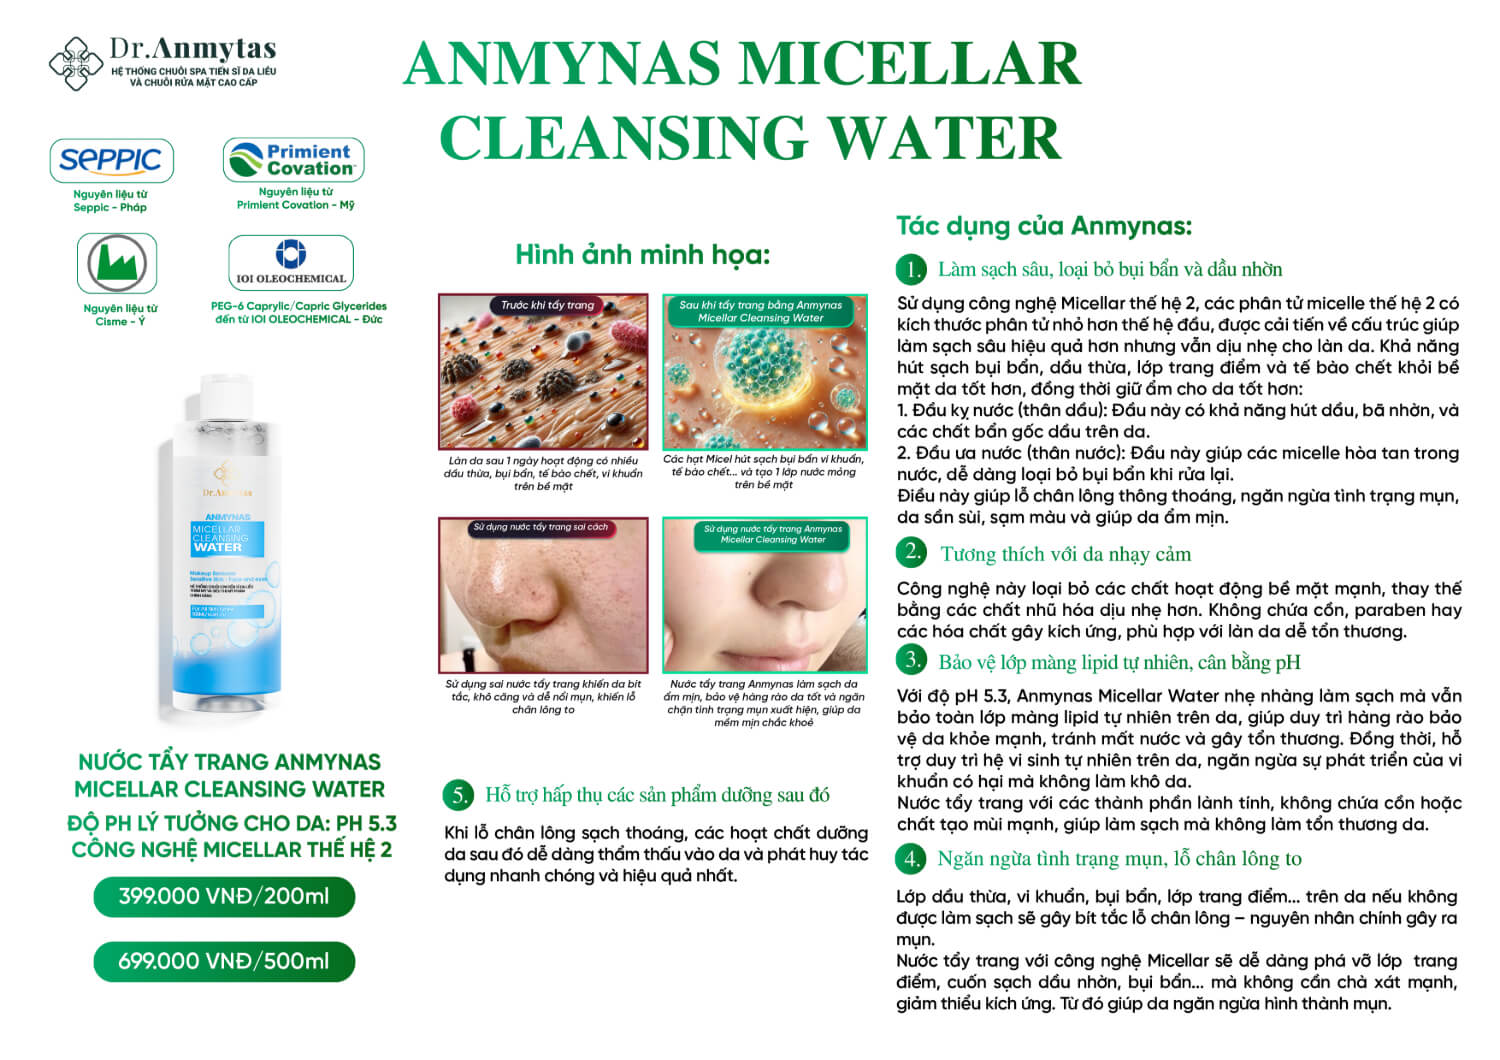 Dr.Anmytas
HỆ THỐNG CHUỖI SPA TIẾN SĨ DA LIỄU
VÀ CHUỖI RỬA MẶT CAO CẤP
ANMYNAS MICELLAR
CLEANSING WATER
SEPPIC
Nguyên liệu từ
Seppic - Pháp
Primient
Covation™
Nguyên liệu từ
Primient Covation - Mỹ
Nguyên liệu từ
Cisme - Ý
IOI OLEOCHEMICAL
PEG-6 Caprylic/Capric Glycerides
đến từ IOI OLEOCHEMICAL - Đức
Dr.Anmytas
ANMYNAS
MICELLAR
CLEANSING
WATER
Makeup Remover
NƯỚC TẨY TRANG ANMYNAS
MICELLAR CLEANSING WATER
ĐỘ PH LÝ TƯỞNG CHO DA: PH 5.3
CÔNG NGHỆ MICELLAR THẾ HỆ 2
399.000 VNĐ/200ml
699.000 VNĐ/500ml
Hình ảnh minh họa:
Trước khi tẩy trang
Làn da sau 1 ngày hoạt động có nhiều
dầu thừa, bụi bẩn, tế bào chết, vi khuẩn
trên bề mặt
Sau khi tẩy trang bằng Anmynas
Micellar Cleansing Water
Các hạt Micel hút sạch bụi bẩn vi khuẩn,
tế bào chết... và tạo 1 lớp nước mỏng
trên bề mặt
Sử dụng nước tẩy trang sai cách
Sử dụng sai nước tẩy trang khiến da bít
tắc, khô căng và dễ nổi mụn, khiến lỗ
chân lông to
Sử dụng nước tẩy trang Anmynas
Micellar Cleansing Water
Nước tẩy trang Anmynas làm sạch da
ẩm mịn, bảo vệ hàng rào da tốt và ngăn
chặn tình trạng mụn xuất hiện, giúp da
mềm mịn chắc khoẻ
Tác dụng của Anmynas:
1. Làm sạch sâu, loại bỏ bụi bẩn và dầu nhờn
Sử dụng công nghệ Micellar thế hệ 2, các phân tử micelle thế hệ 2 có
kích thước phân tử nhỏ hơn thế hệ đầu, được cải tiến về cấu trúc giúp
làm sạch sâu hiệu quả hơn nhưng vẫn dịu nhẹ cho làn da. Khả năng
hút sạch bụi bẩn, dầu thừa, lớp trang điểm và tế bào chết khỏi bề
mặt da tốt hơn, đồng thời giữ ẩm cho da tốt hơn:
1. Đầu kỵ nước (thân dầu): Đầu này có khả năng hút dầu, bã nhờn, và
các chất bẩn gốc dầu trên da.
2. Đầu ưa nước (thân nước): Đầu này giúp các micelle hòa tan trong
nước, dễ dàng loại bỏ bụi bẩn khi rửa lại.
Điều này giúp lỗ chân lông thông thoáng, ngăn ngừa tình trạng mụn,
da sần sùi, sạm màu và giúp da ẩm mịn.
2. Tương thích với da nhạy cảm
Công nghệ này loại bỏ các chất hoạt động bề mặt mạnh, thay thế
bằng các chất nhũ hóa dịu nhẹ hơn. Không chứa cồn, paraben hay
các hóa chất gây kích ứng, phù hợp với làn da dễ tổn thương.
3. Bảo vệ lớp màng lipid tự nhiên, cân bằng pH
Với độ pH 5.3, Anmynas Micellar Water nhẹ nhàng làm sạch mà vẫn
bảo toàn lớp màng lipid tự nhiên trên da, giúp duy trì hàng rào bảo
vệ da khỏe mạnh, tránh mất nước và gây tổn thương. Đồng thời, hỗ
trợ duy trì hệ vi sinh tự nhiên trên da, ngăn ngừa sự phát triển của vi
khuẩn có hại mà không làm khô da.
Nước tẩy trang với các thành phần lành tính, không chứa cồn hoặc
chất tạo mùi mạnh, giúp làm sạch mà không làm tổn thương da.
4. Ngăn ngừa tình trạng mụn, lỗ chân lông to
Lớp dầu thừa, vi khuẩn, bụi bẩn, lớp trang điểm... trên da nếu không
được làm sạch sẽ gây bít tắc lỗ chân lông – nguyên nhân chính gây ra
mụn.
Nước tẩy trang với công nghệ Micellar sẽ dễ dàng phá vỡ lớp trang
điểm, cuốn sạch dầu nhờn, bụi bẩn... mà không cần chà xát mạnh,
giảm thiểu kích ứng. Từ đó giúp da ngăn ngừa hình thành mụn.
5. Hỗ trợ hấp thụ các sản phẩm dưỡng sau đó
Khi lỗ chân lông sạch thoáng, các hoạt chất dưỡng
da sau đó dễ dàng thẩm thấu vào da và phát huy tác
dụng nhanh chóng và hiệu quả nhất.